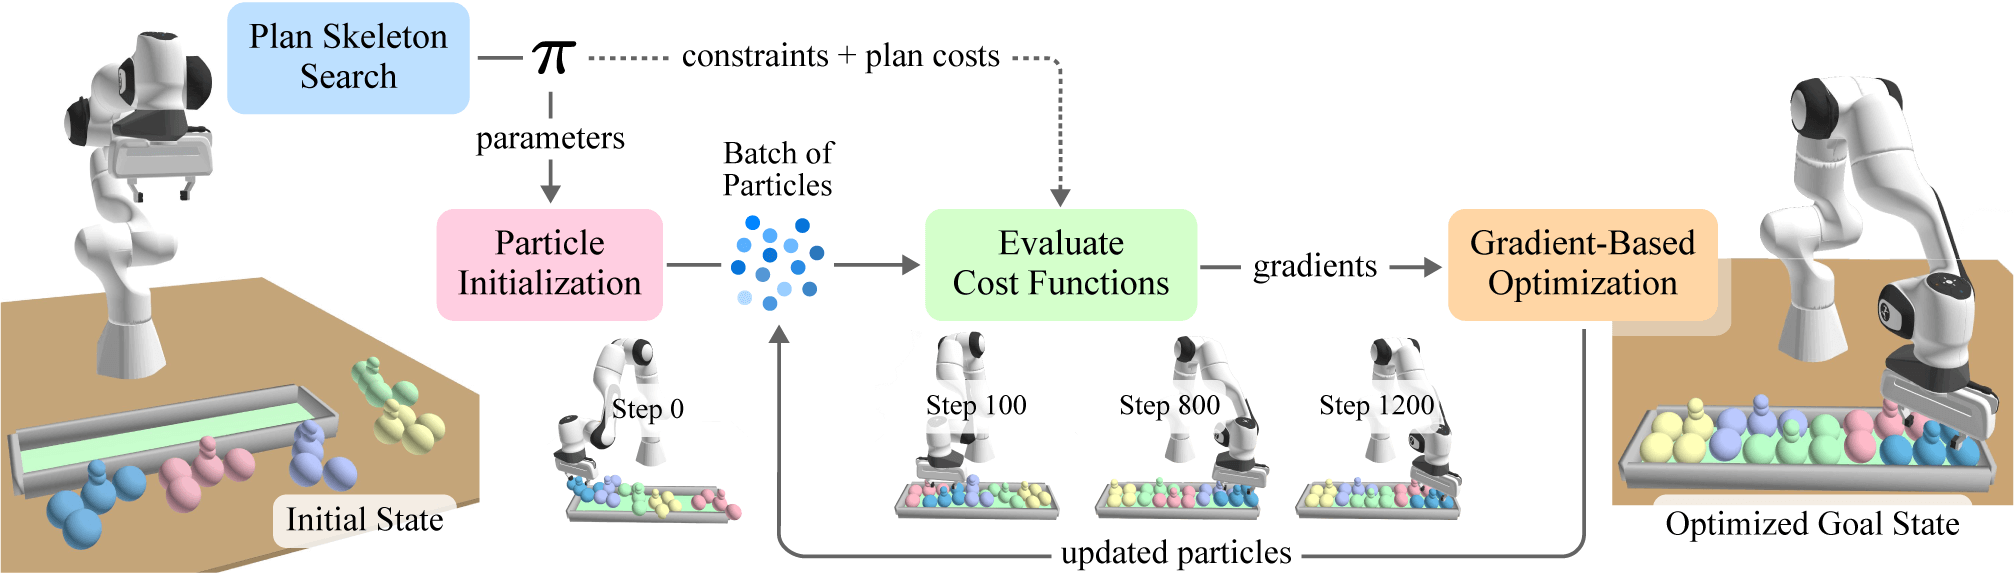 Plan Skeleton
Search
π
constraints + plan costs
parameters
Batch of
Particles
Particle
Initialization
Evaluate
Cost Functions
gradients
Gradient-Based
Optimization
Step 0
Step 100
Step 800
Step 1200
Initial State
Optimized Goal State
updated particles